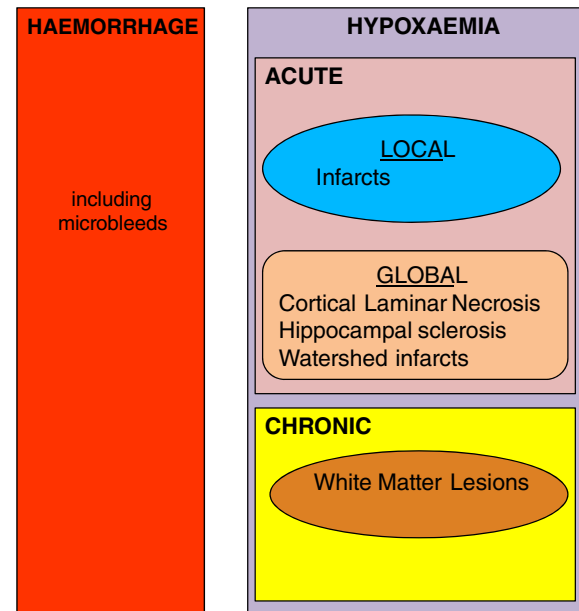 HAEMORRHAGE
including
microbleeds
HYPOXAEMIA
ACUTE
LOCAL
Infarcts
GLOBAL
Cortical Laminar Necrosis
Hippocampal sclerosis
Watershed infarcts
CHRONIC
White Matter Lesions